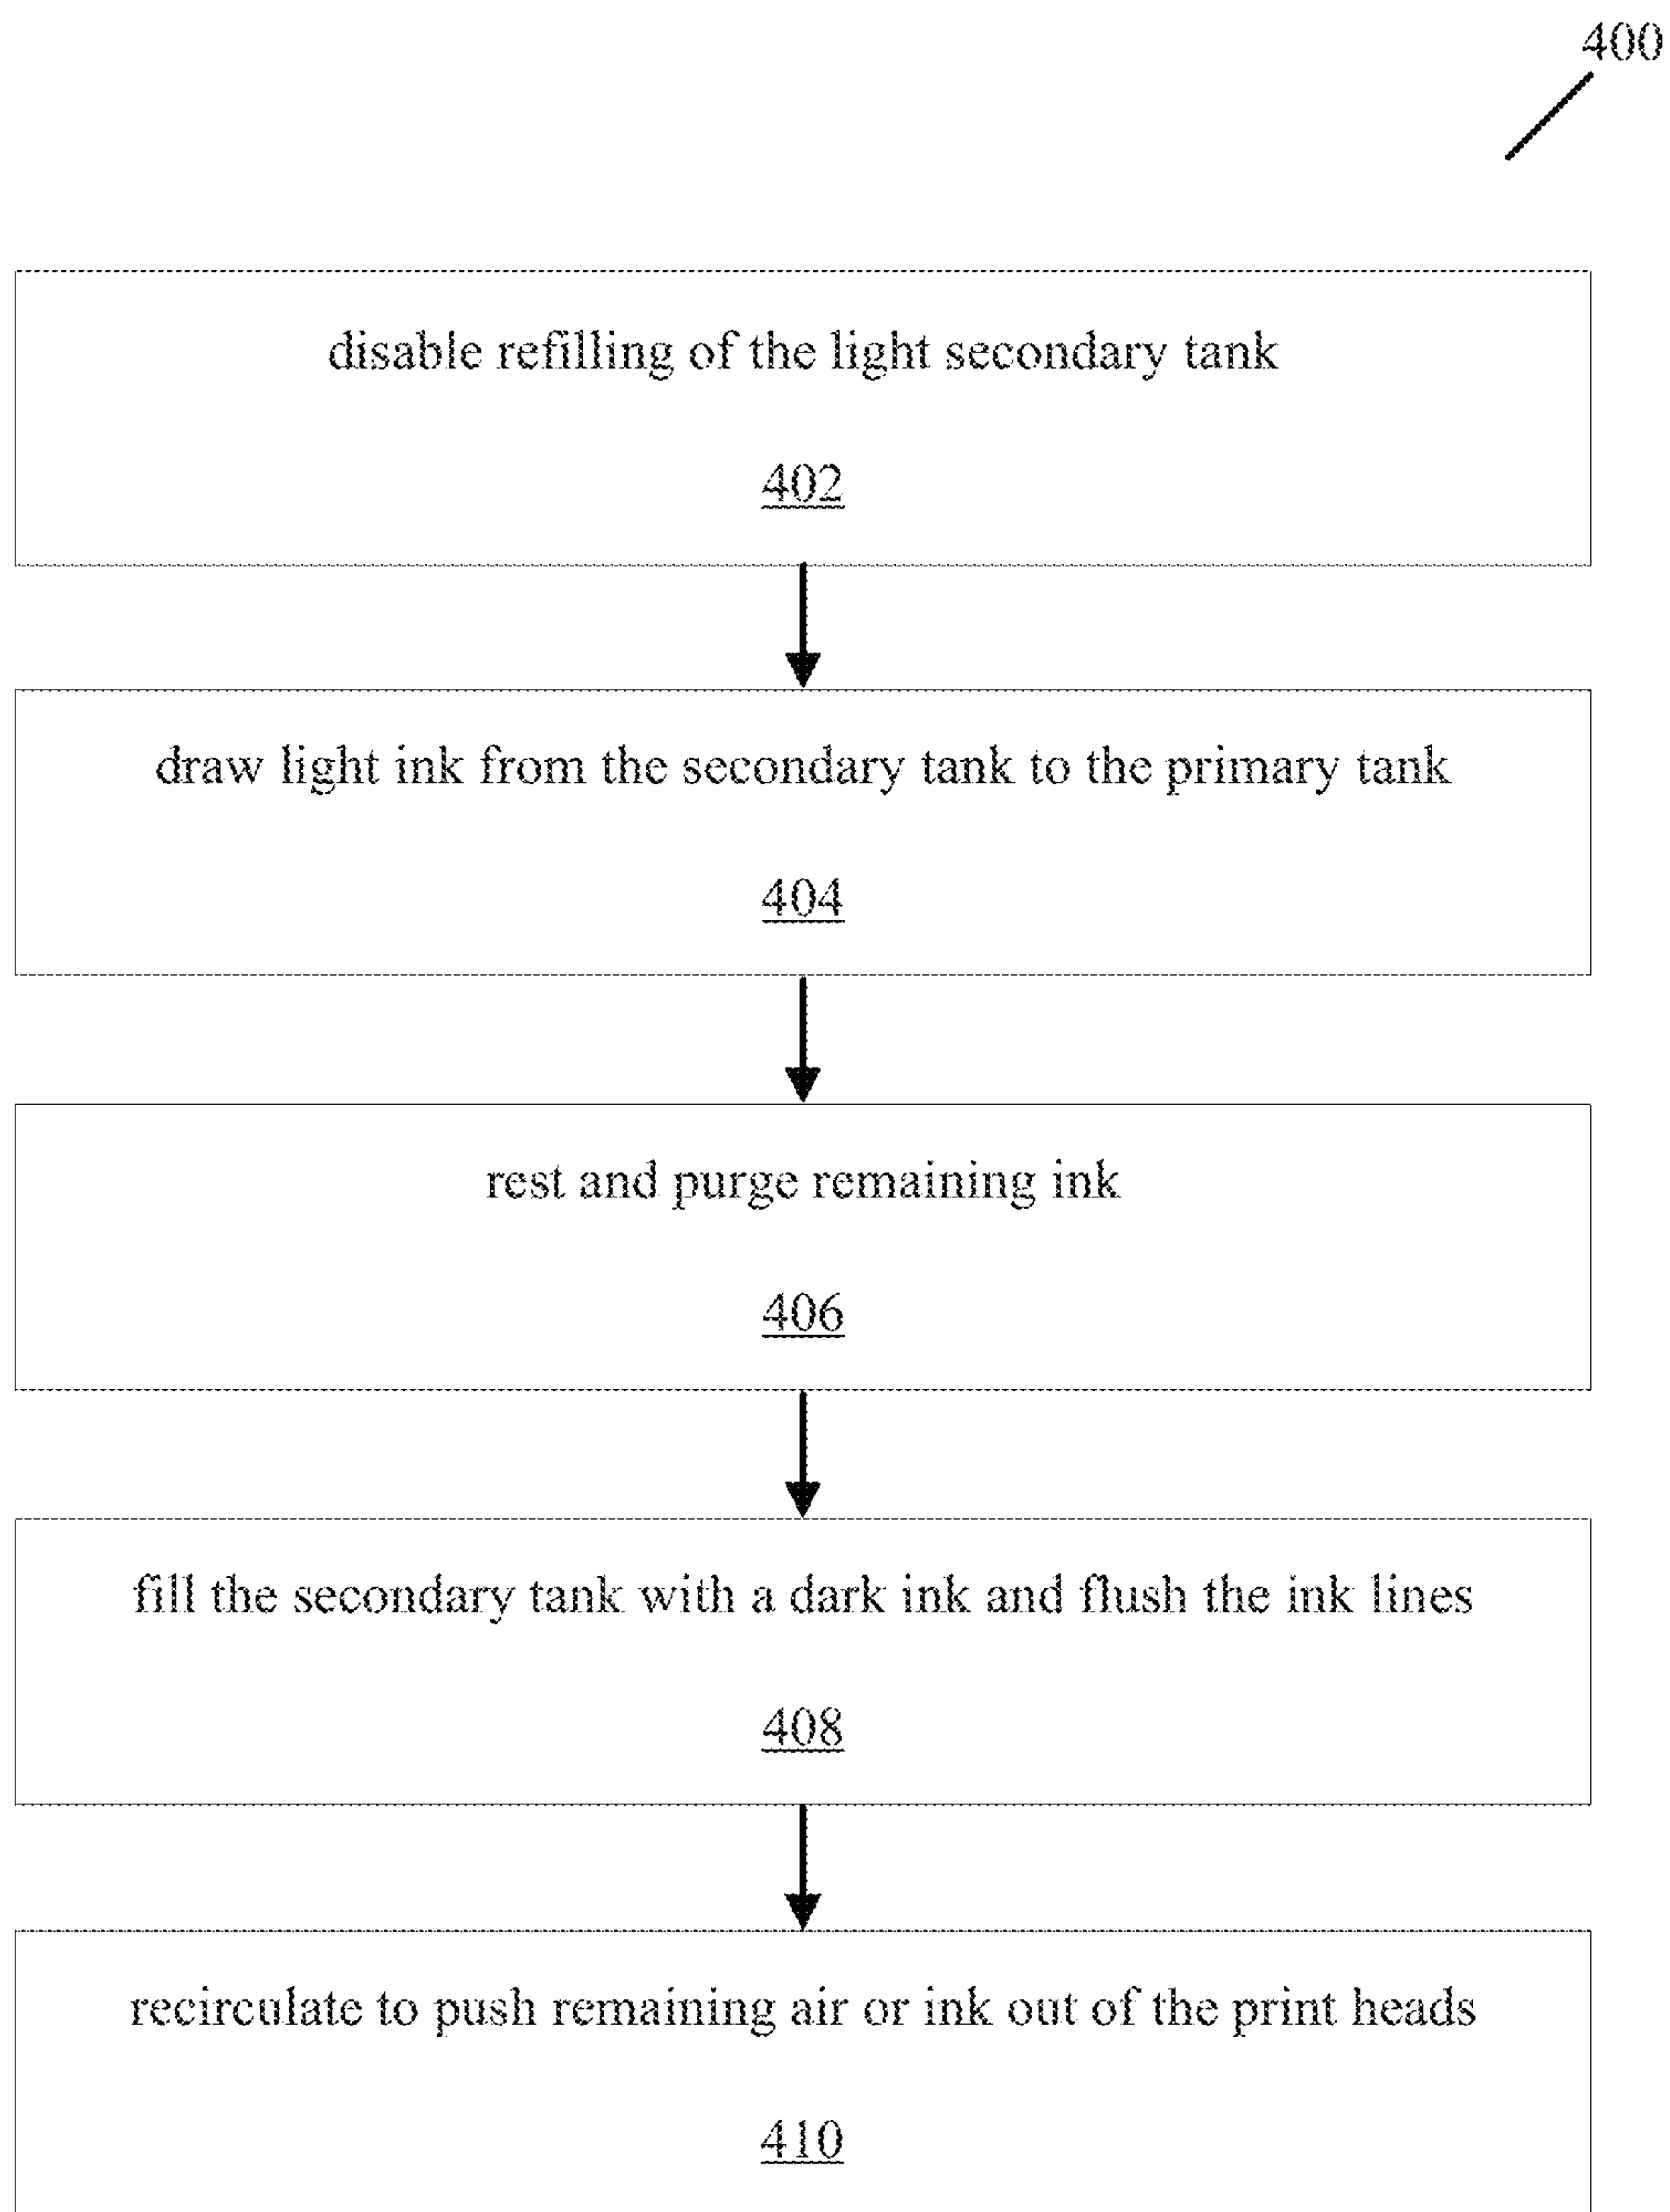 400
disable refilling of the light secondary tank
402
draw light ink from the secondary tank to the primary tank
404
rest and purge remaining ink
406
fill the secondary tank with a dark ink and flush the ink lines
408
recirculate to push remaining air or ink out of the print heads
410